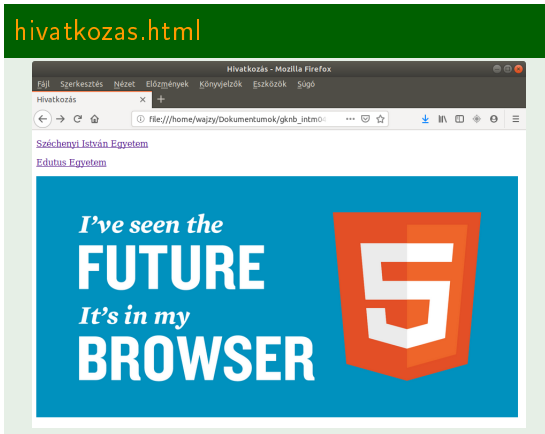 hivatkozas.html
Hivatkozás - Mozilla Firefox
Fájl Szerkesztés Nézet Előzmények Könyvjelzők Eszközök Súgó
Hivatkozás
file:///home/wajzy/Dokumentumok/gknb_intm04
Széchenyi István Egyetem
Edutus Egyetem
I've seen the
FUTURE
It's in my
BROWSER
5